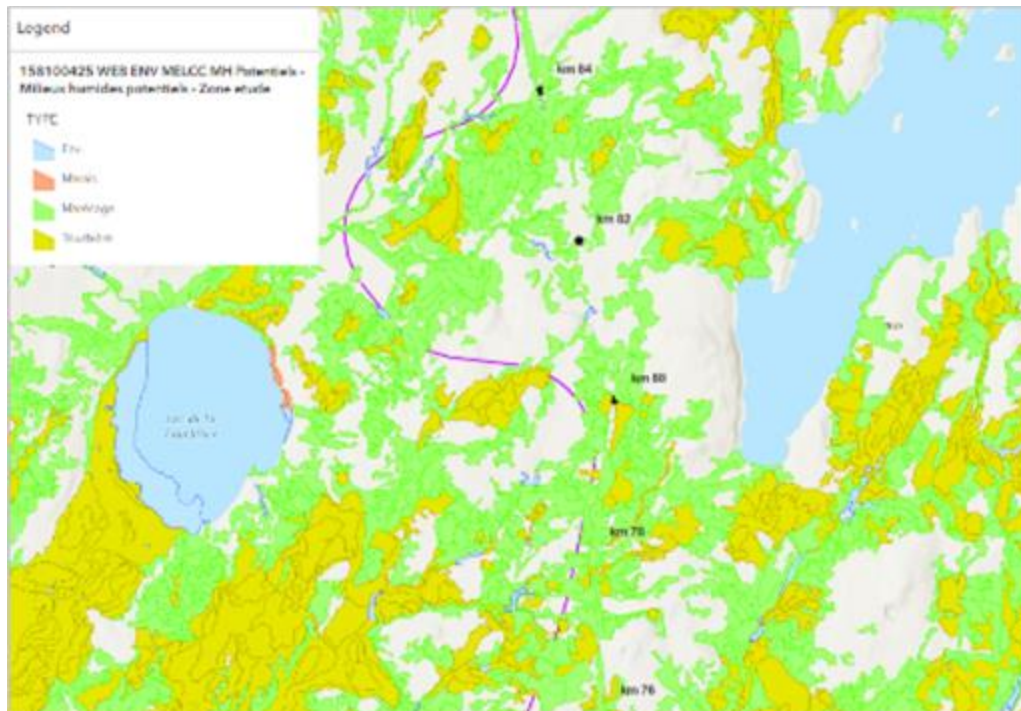 Legend
158100425 WEB ENV MELCC MH Potentiels -
Milieux humides potentiels - Zone etude
TYPE
Eau
Marais
Marécage
Tourbière
km 84
km 82
km 80
km 78
km 76